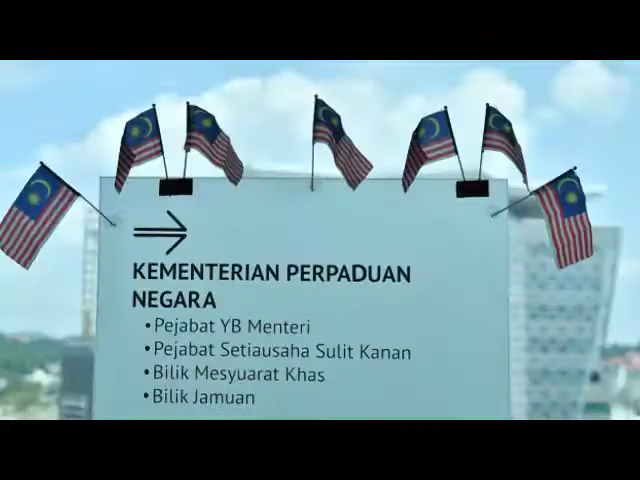 KEMENTERIAN PERPADUAN
NEGARA
•Pejabat YB Menteri
•Pejabat Setiausaha Sulit Kanan
•Bilik Mesyuarat Khas
•Bilik Jamuan